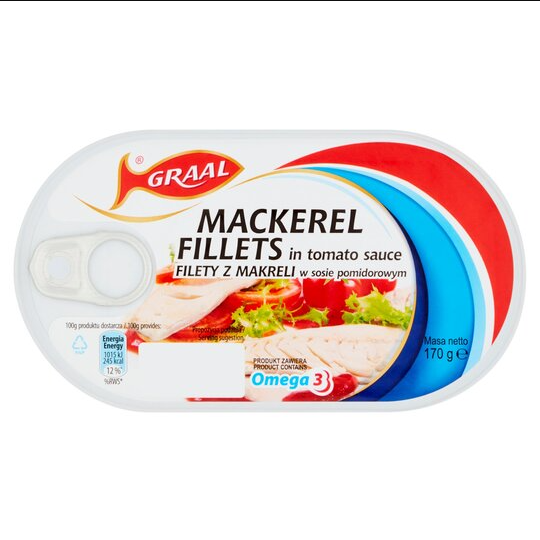 ®
GRAAL
MACKEREL
FILLETS in tomato sauce
FILETY Z MAKRELI w sosie pomidorowym
100g produktu dostarcza / 100g provides:
Propozycja podania
Serving suggestion
Energia
Energy
1015 kJ
245 kcal
12 %
%RWS*
PRODUKT ZAWIERA
PRODUCT CONTAINS
Omega 3
Masa netto
170 g ℮